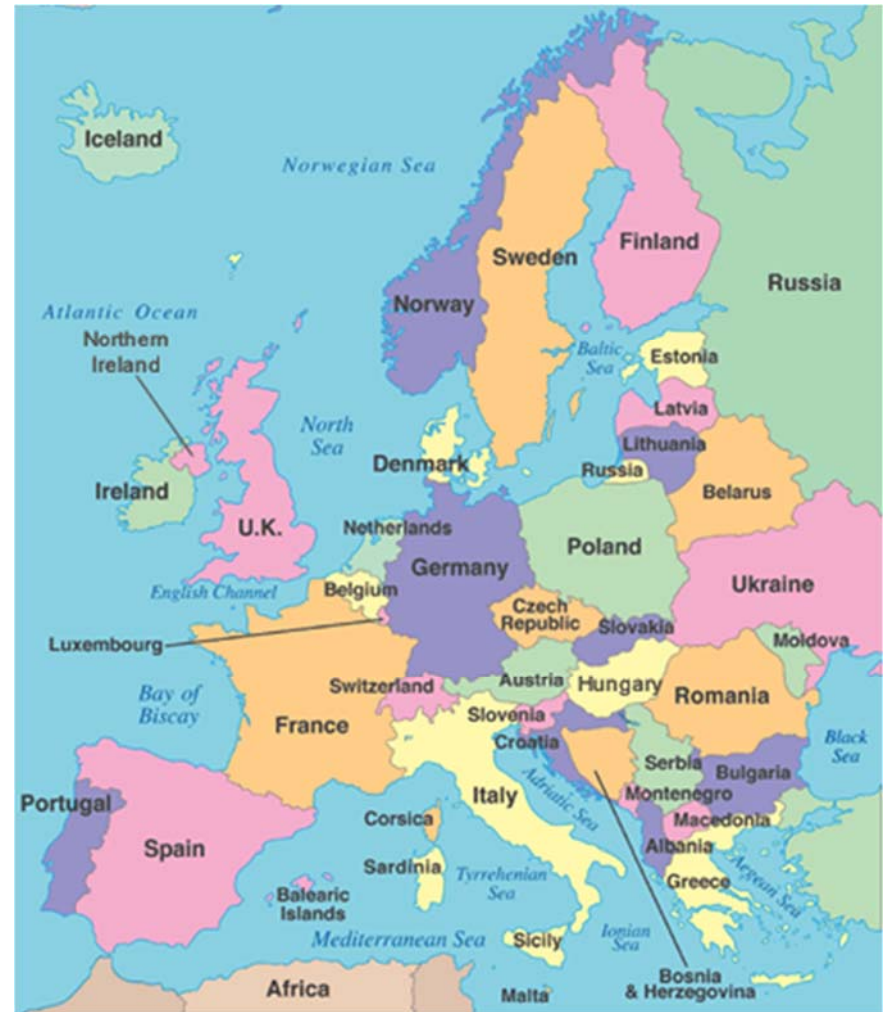 Iceland
Norwegian Sea
Finland
Sweden
Russia
Norway
Atlantic Ocean
Northern
Ireland
Baltic
Sea
Estonia
Latvia
North
Sea
Lithuania
Denmark
Russia
Ireland
Belarus
U.K.
Netherlands
Poland
Germany
Ukraine
English Channel
Belgium
Czech
Republic
Slovakia
Luxembourg
Moldova
Austria
Switzerland
Hungary
Bay of
Biscay
Romania
Slovenia
France
Croatia
Black
Sea
Serbia
Bulgaria
Portugal
Italy
Adriatic Sea
Montenegro
Corsica
Macedonia
Spain
Albania
Sardinia
Tyrrehenian
Sea
Greece
Aegean Sea
Balearic
Islands
Mediterranean Sea
Sicily
Ionian
Sea
Africa
Malta
Bosnia
& Herzegovina